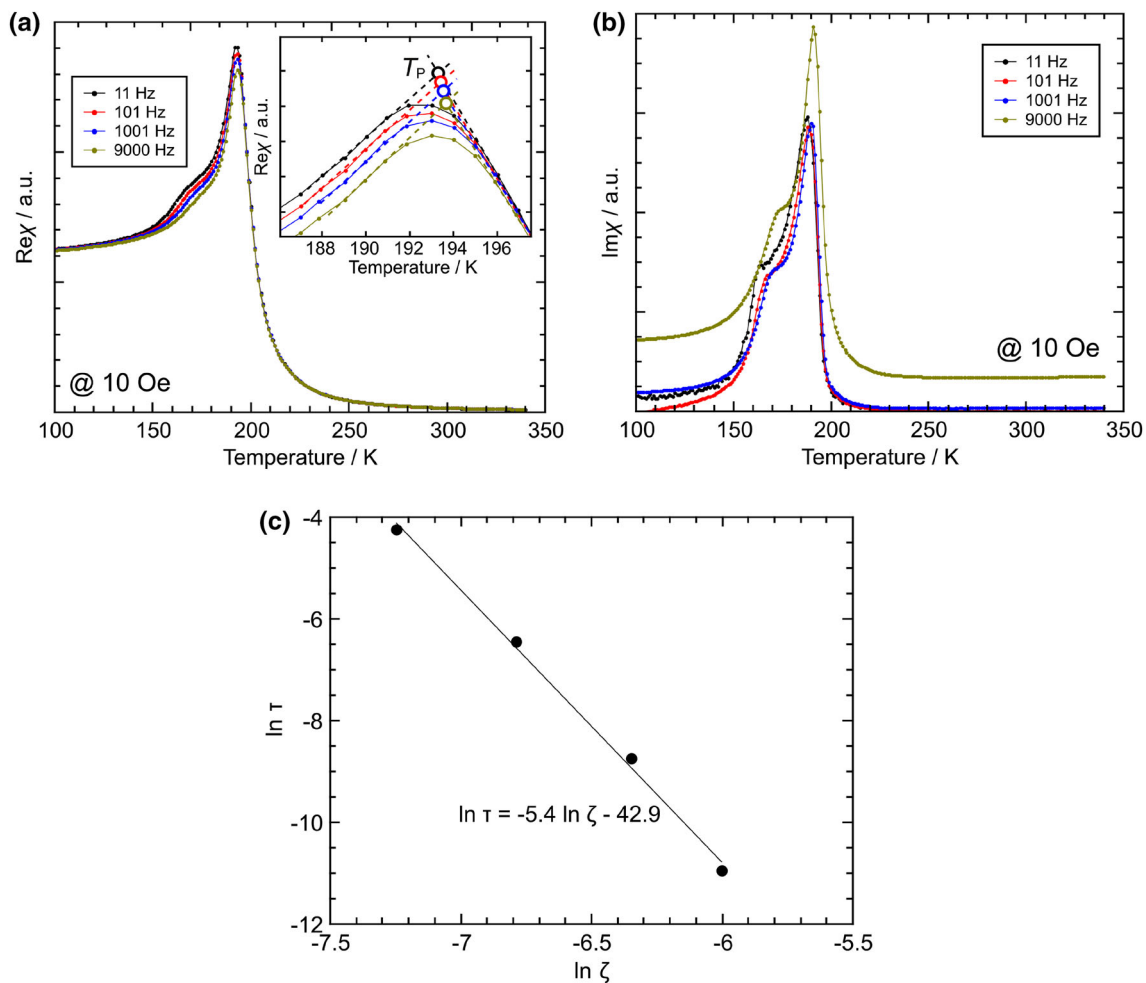 (a)
Reχ / a.u.
11 Hz
101 Hz
1001 Hz
9000 Hz
@ 10 Oe
100 150 200 250 300 350
Temperature / K
TP
Reχ / a.u.
188 190 192 194 196
Temperature / K
(b)
Imχ / a.u.
11 Hz
101 Hz
1001 Hz
9000 Hz
@ 10 Oe
100 150 200 250 300 350
Temperature / K
(c)
ln τ
-4
-6
-8
-10
-12
ln τ = -5.4 ln ζ - 42.9
-7.5 -7 -6.5 -6 -5.5
ln ζ